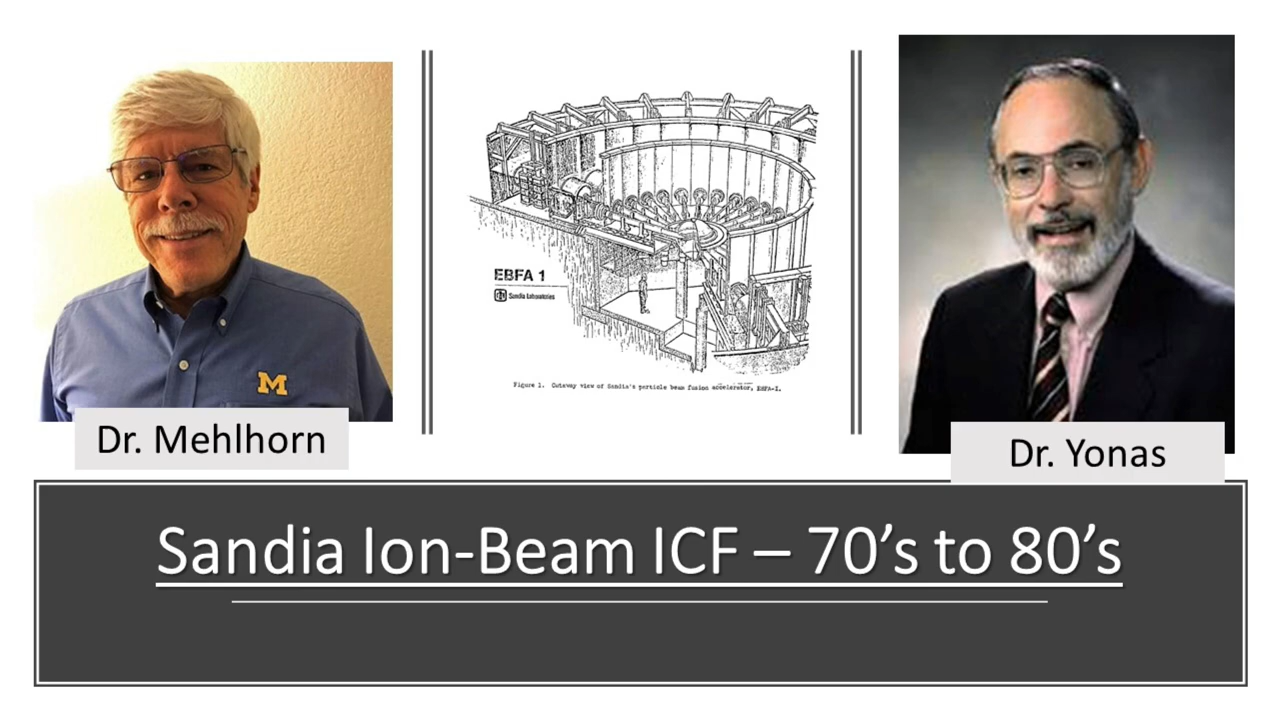 M
EBFA 1
Sandia Laboratories
Figure 1. Cutaway view of Sandia's particle beam fusion accelerator, EBFA-I.
Dr. Mehlhorn
Dr. Yonas
Sandia Ion-Beam ICF – 70’s to 80’s